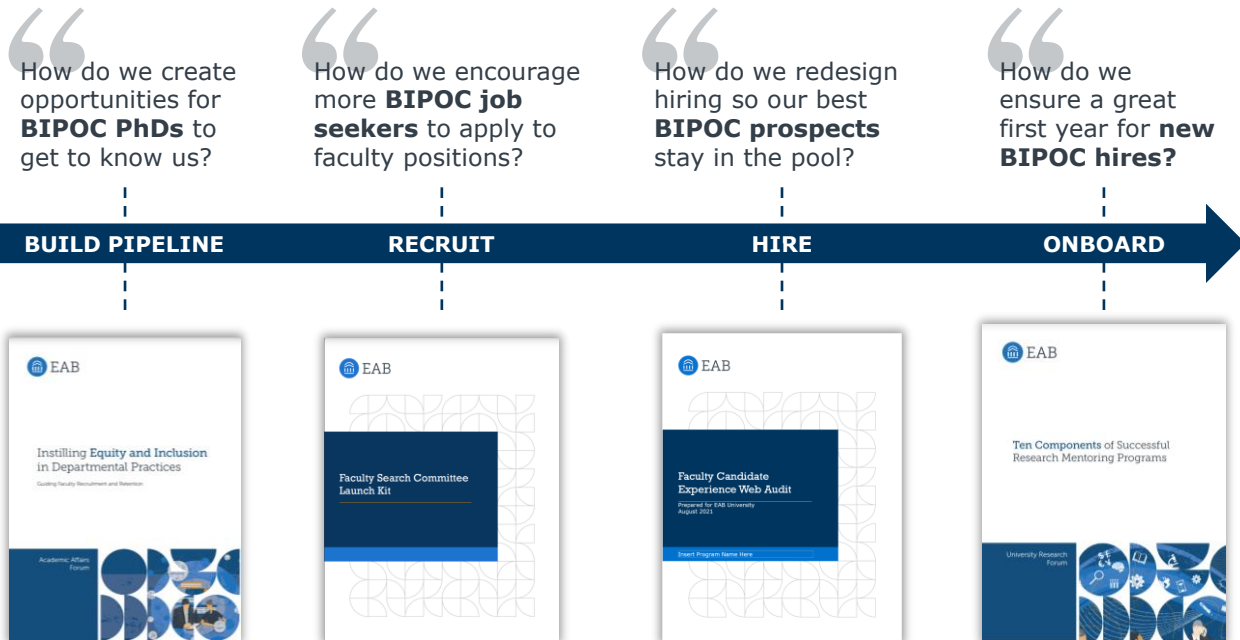 How do we create
opportunities for
BIPOC PhDs to
get to know us?
How do we encourage
more BIPOC job
seekers to apply to
faculty positions?
How do we redesign
hiring so our best
BIPOC prospects
stay in the pool?
How do we
ensure a great
first year for new
BIPOC hires?
BUILD PIPELINE
RECRUIT
HIRE
ONBOARD
EAB
Instilling Equity and Inclusion
in Departmental Practices
Guiding Faculty Recruitment and Retention
Academic Affairs
Forum
EAB
Faculty Search Committee
Launch Kit
EAB
Faculty Candidate
Experience Web Audit
Prepared for EAB University
August 2021
Insert Program Name Here
EAB
Ten Components of Successful
Research Mentoring Programs
University Research
Forum